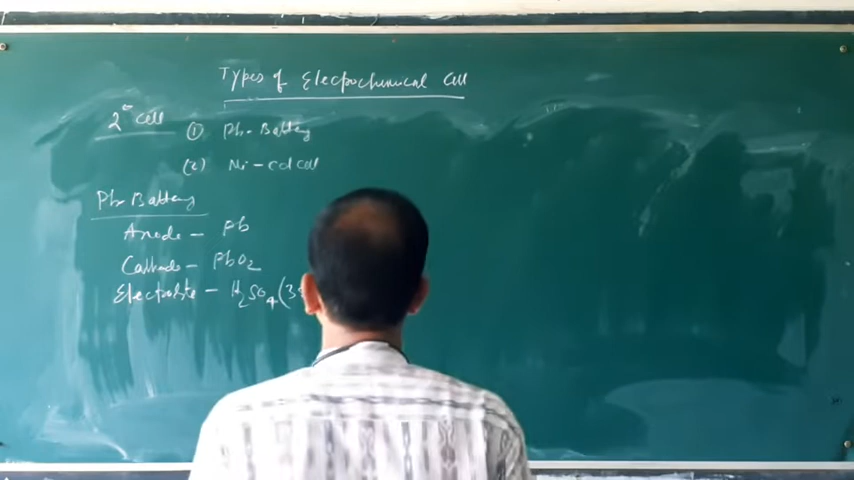 Types of Electrochemical Cell
2° Cell ① Pb-Battery
(2) Ni-Cd Cell
Pb Battery
Anode - Pb
Cathode - PbO2
Electrolyte - H2SO4 (3